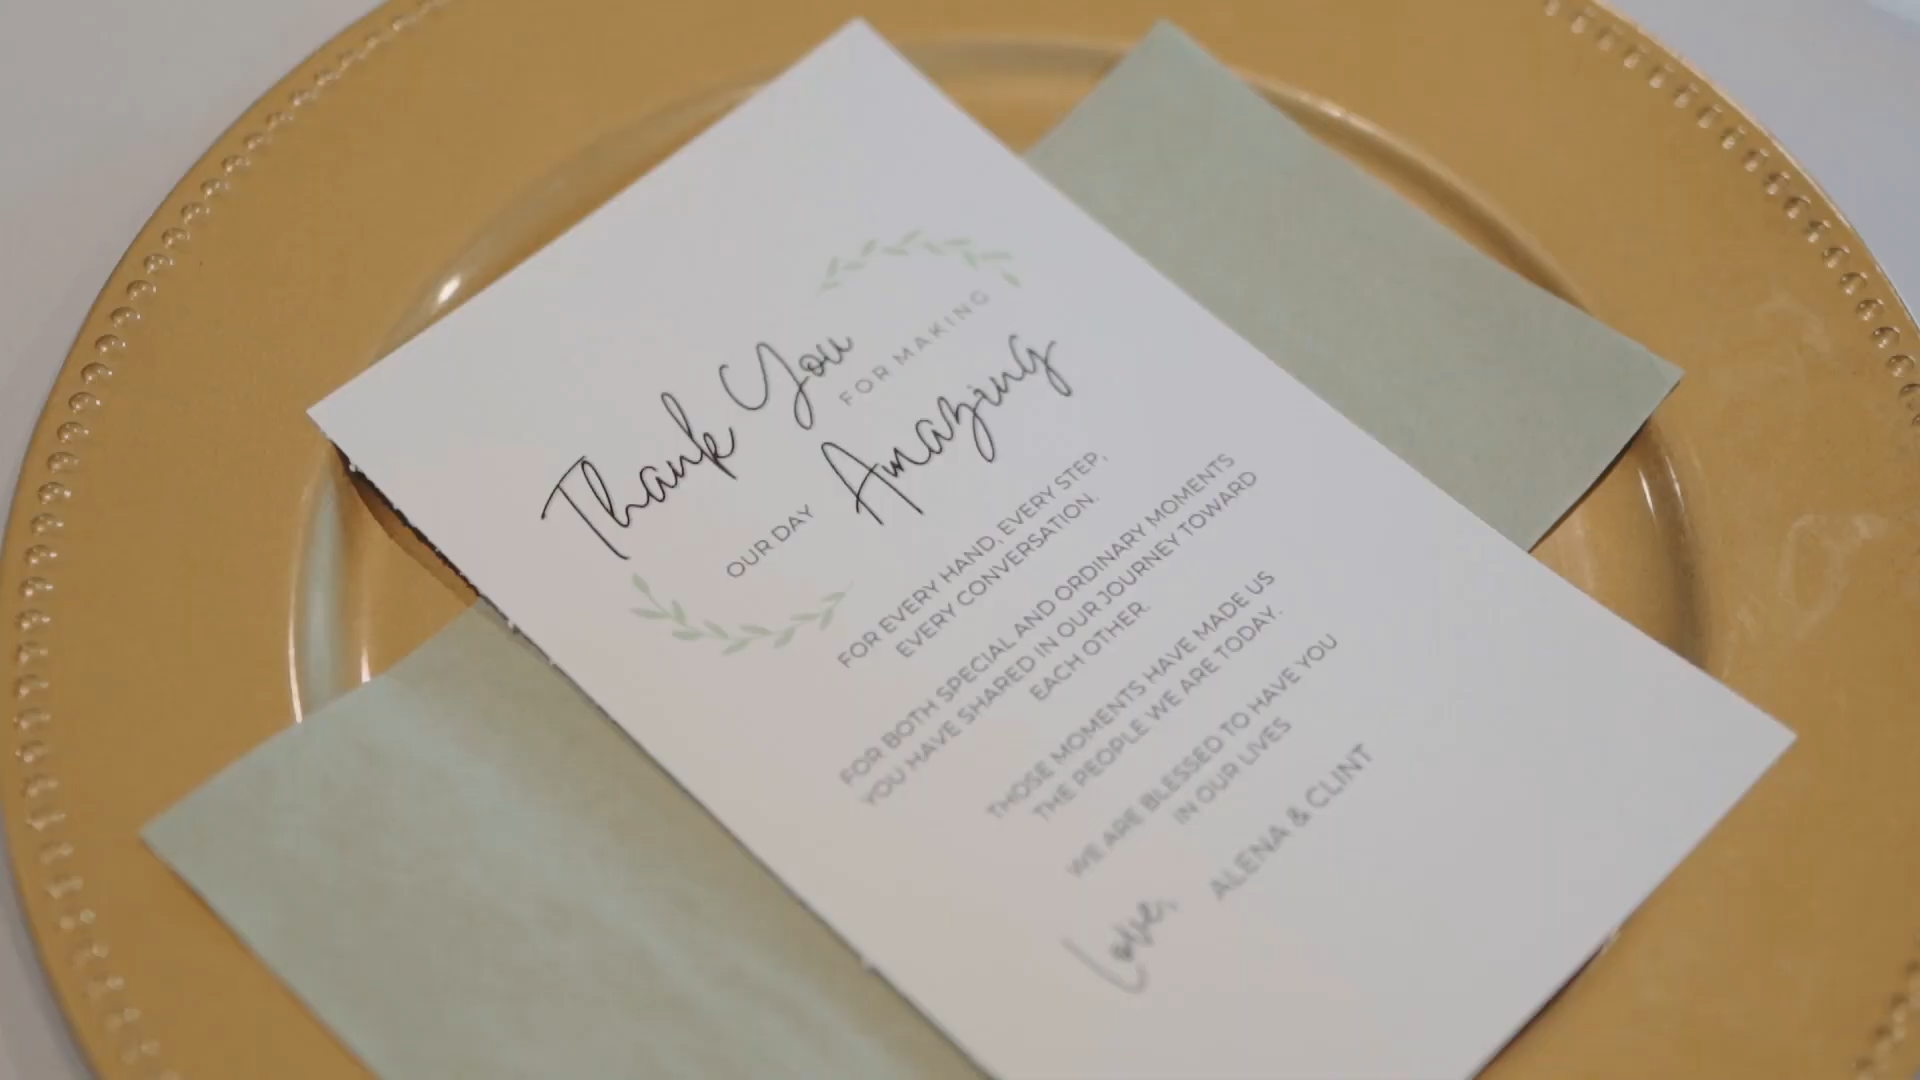 Thank You
FOR MAKING
OUR DAY
Amazing
FOR EVERY HAND, EVERY STEP,
EVERY CONVERSATION.
FOR BOTH SPECIAL AND ORDINARY MOMENTS
YOU HAVE SHARED IN OUR JOURNEY TOWARD
EACH OTHER.
THOSE MOMENTS HAVE MADE US
THE PEOPLE WE ARE TODAY.
WE ARE BLESSED TO HAVE YOU
IN OUR LIVES
Love, ALENA & CLINT